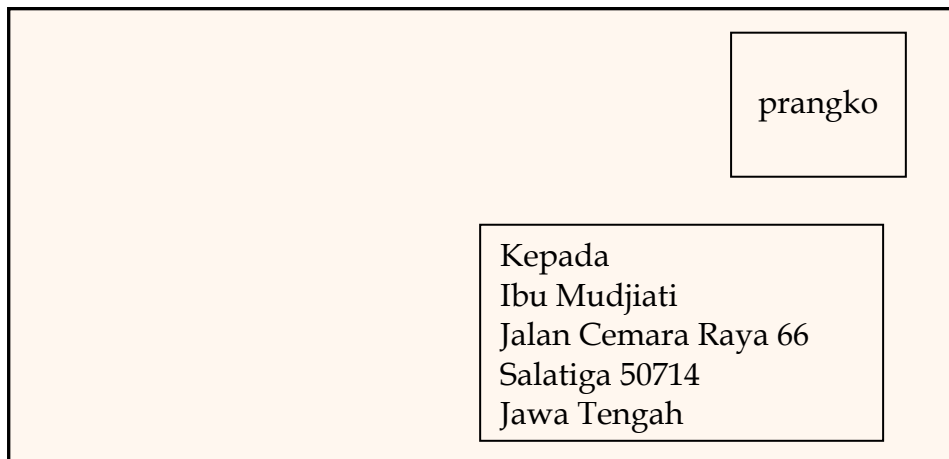 prangko
Kepada
Ibu Mudjiati
Jalan Cemara Raya 66
Salatiga 50714
Jawa Tengah